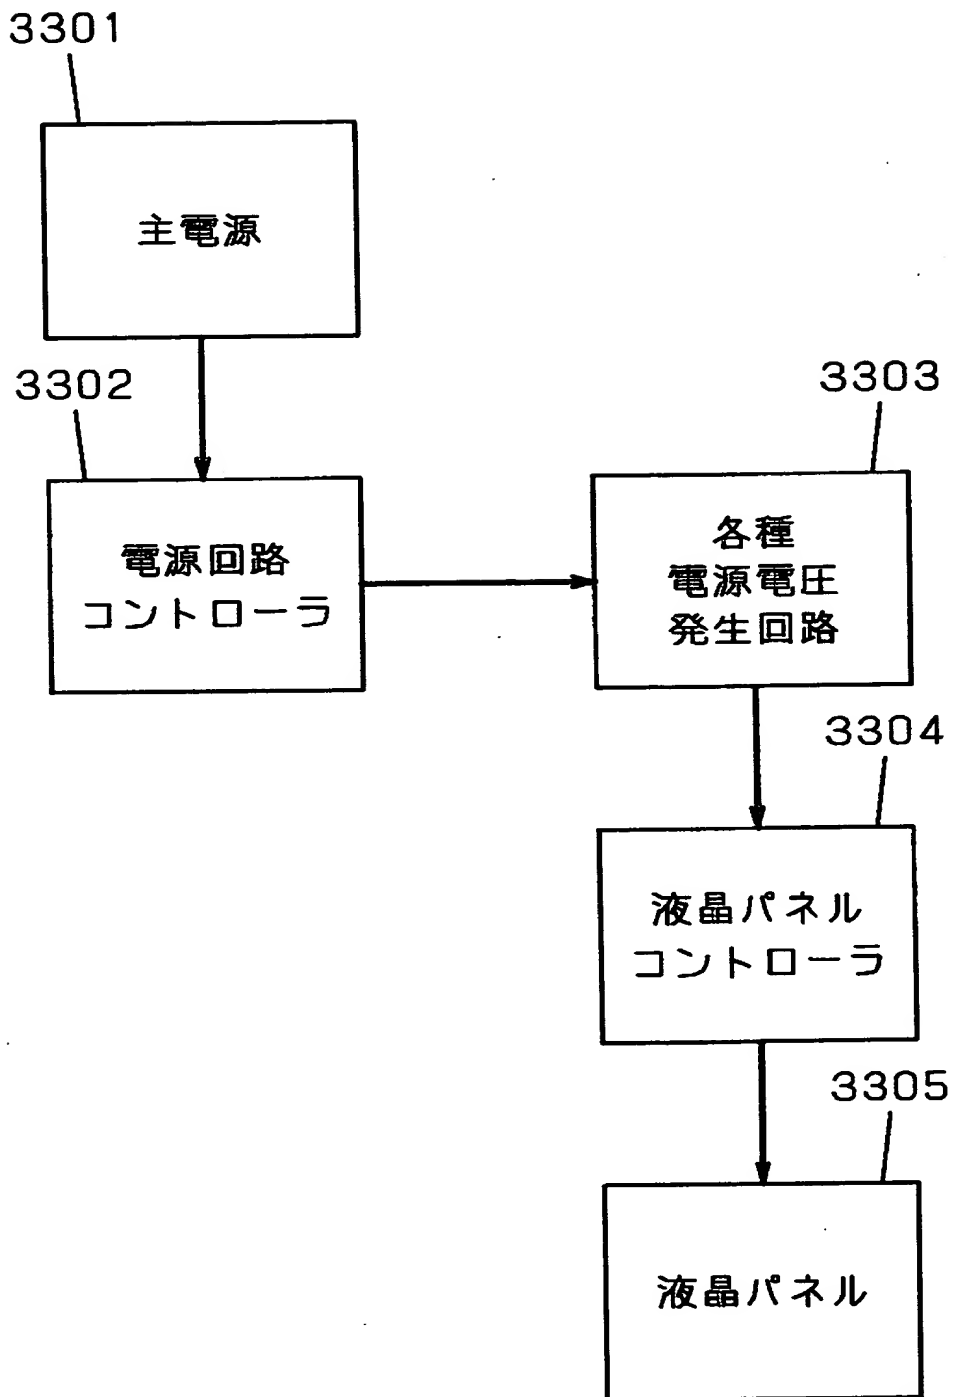 3301
主電源
3302
電源回路
コントローラ
3303
各種
電源電圧
発生回路
3304
液晶パネル
コントローラ
3305
液晶パネル